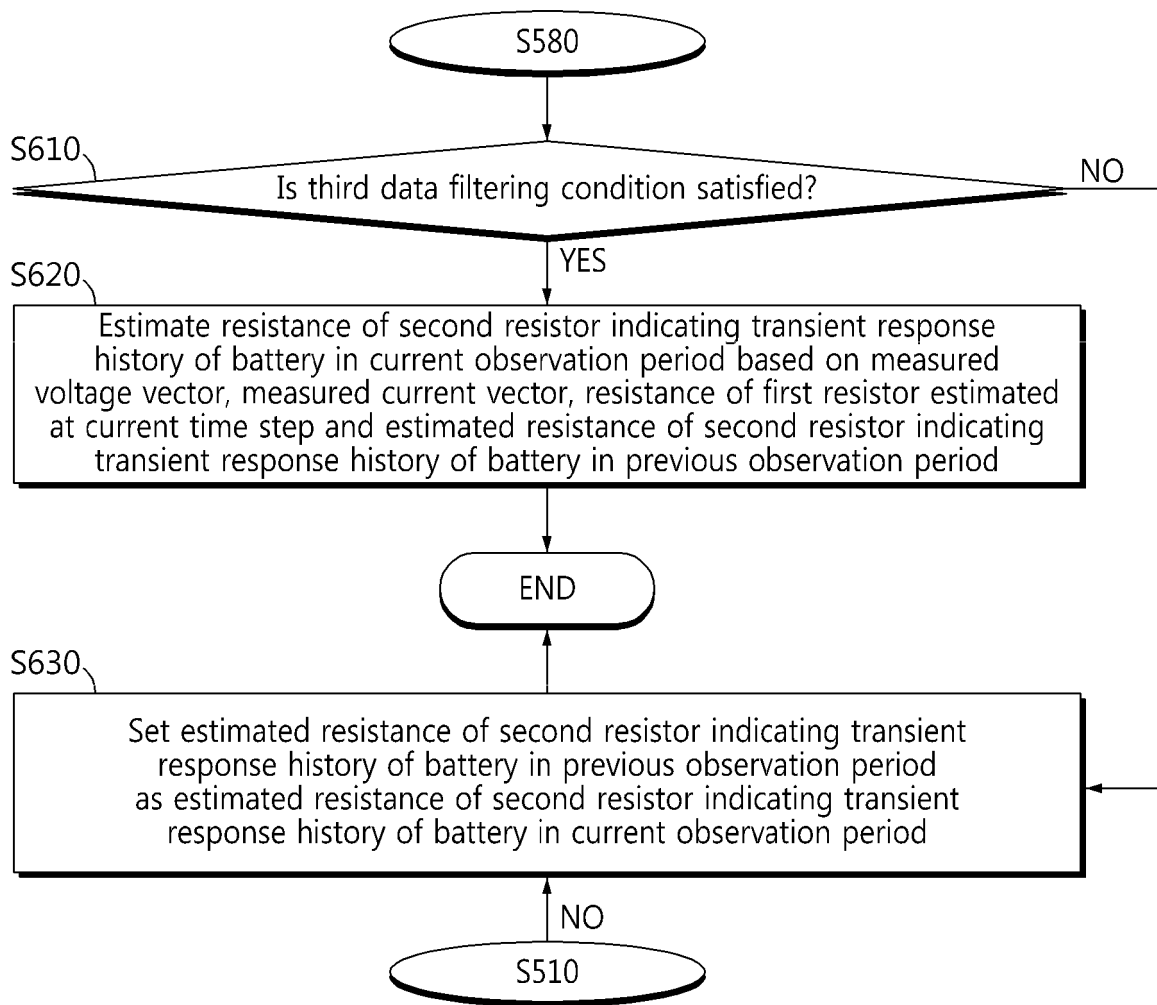 S580
S610
Is third data filtering condition satisfied?
NO
YES
S620
Estimate resistance of second resistor indicating transient response
history of battery in current observation period based on measured
voltage vector, measured current vector, resistance of first resistor estimated
at current time step and estimated resistance of second resistor indicating
transient response history of battery in previous observation period
END
S630
Set estimated resistance of second resistor indicating transient
response history of battery in previous observation period
as estimated resistance of second resistor indicating transient
response history of battery in current observation period
NO
S510